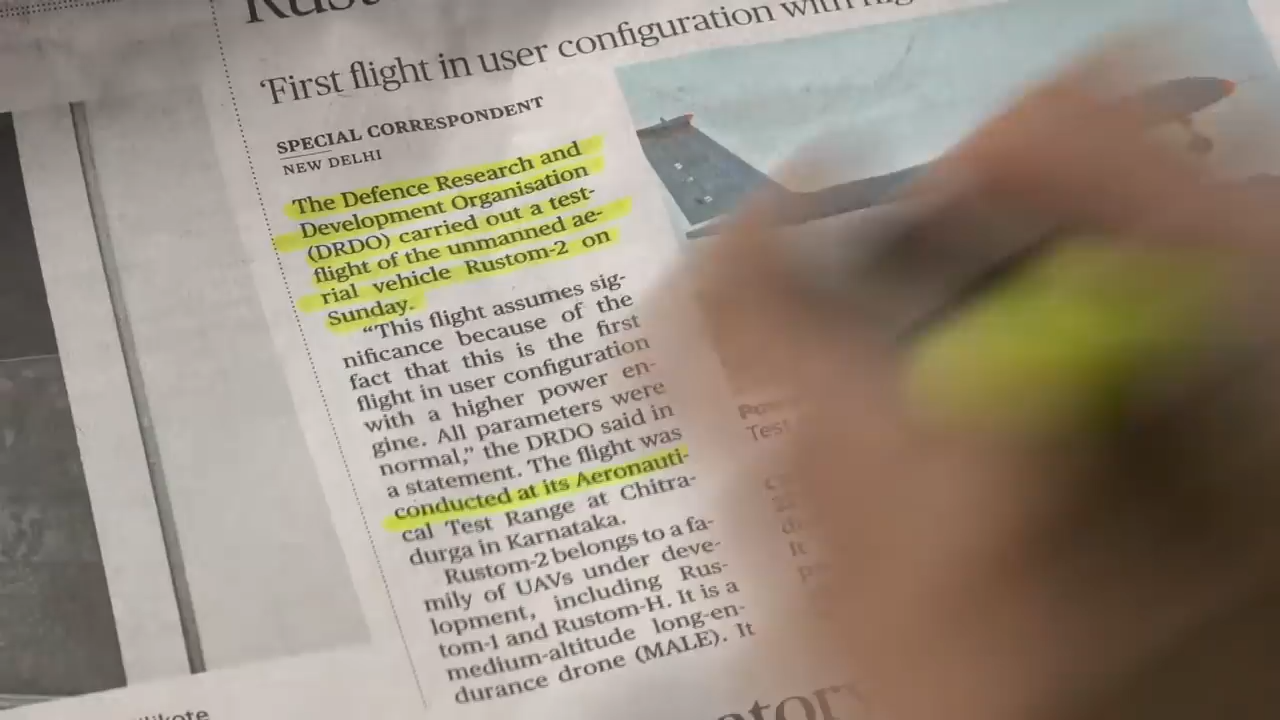 'First flight in user configuration with
SPECIAL CORRESPONDENT
NEW DELHI
The Defence Research and
Development Organisation
(DRDO) carried out a test-
flight of the unmanned ae-
rial vehicle Rustom-2 on
Sunday.
"This flight assumes sig-
nificance because of the
fact that this is the first
flight in user configuration
with a higher power en-
gine. All parameters were
normal," the DRDO said in
a statement. The flight was
conducted at its Aeronauti-
cal Test Range at Chitra-
durga in Karnataka.
Rustom-2 belongs to a fa-
mily of UAVs under deve-
lopment, including Rus-
tom-1 and Rustom-H. It is a
medium-altitude long-en-
durance drone (MALE). It
Test
It